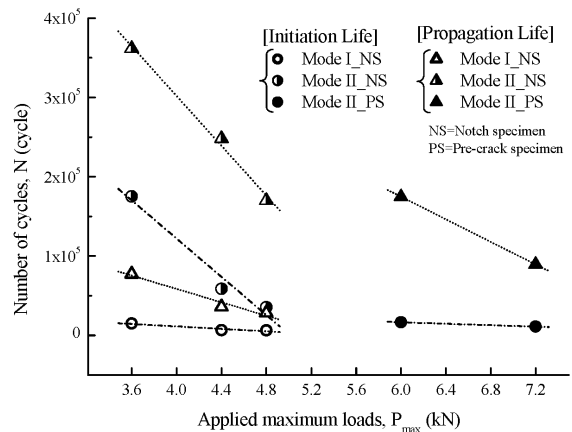 [Initiation Life] [Propagation Life]
Mode I_NS Mode I_NS
Mode II_NS Mode II_NS
Mode II_PS Mode II_PS
NS=Notch specimen
PS=Pre-crack specimen
Number of cycles, N (cycle)
4x10^5
3x10^5
2x10^5
1x10^5
0
3.6 4.0 4.4 4.8 5.2 5.6 6.0 6.4 6.8 7.2
Applied maximum loads, P_max (kN)